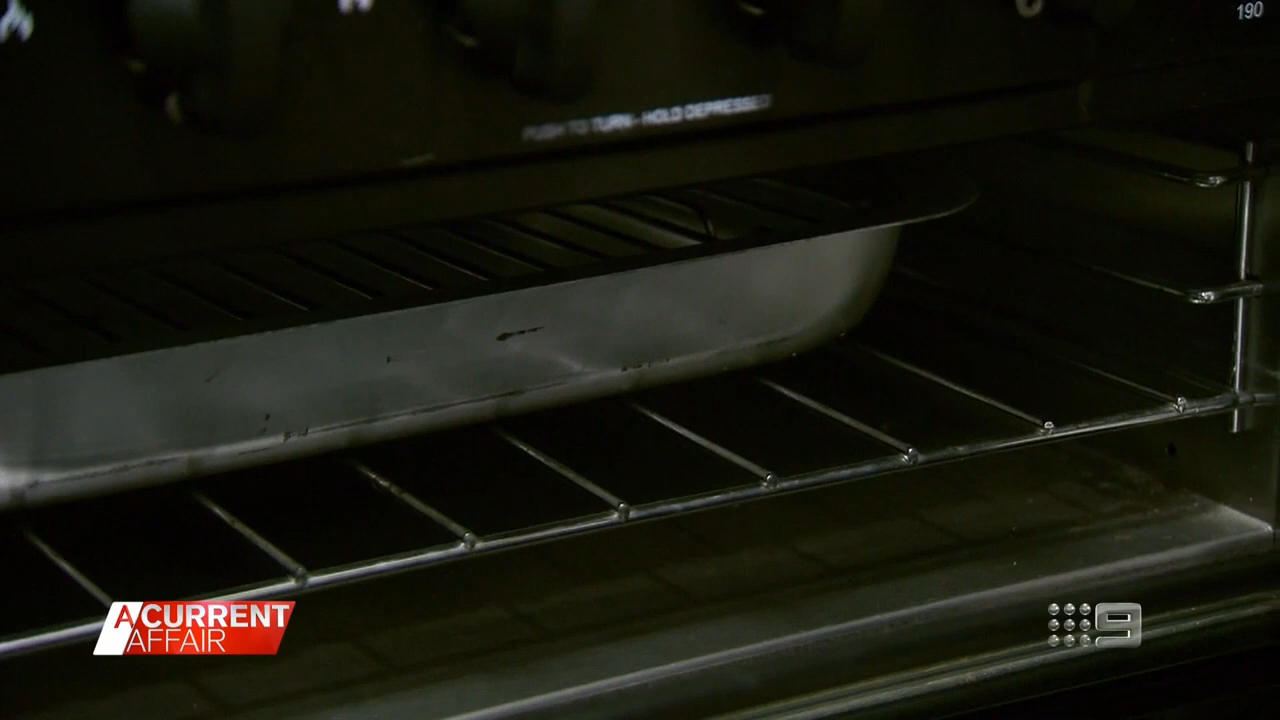 190
PUSH TO TURN - HOLD DEPRESSED
A CURRENT
AFFAIR
9